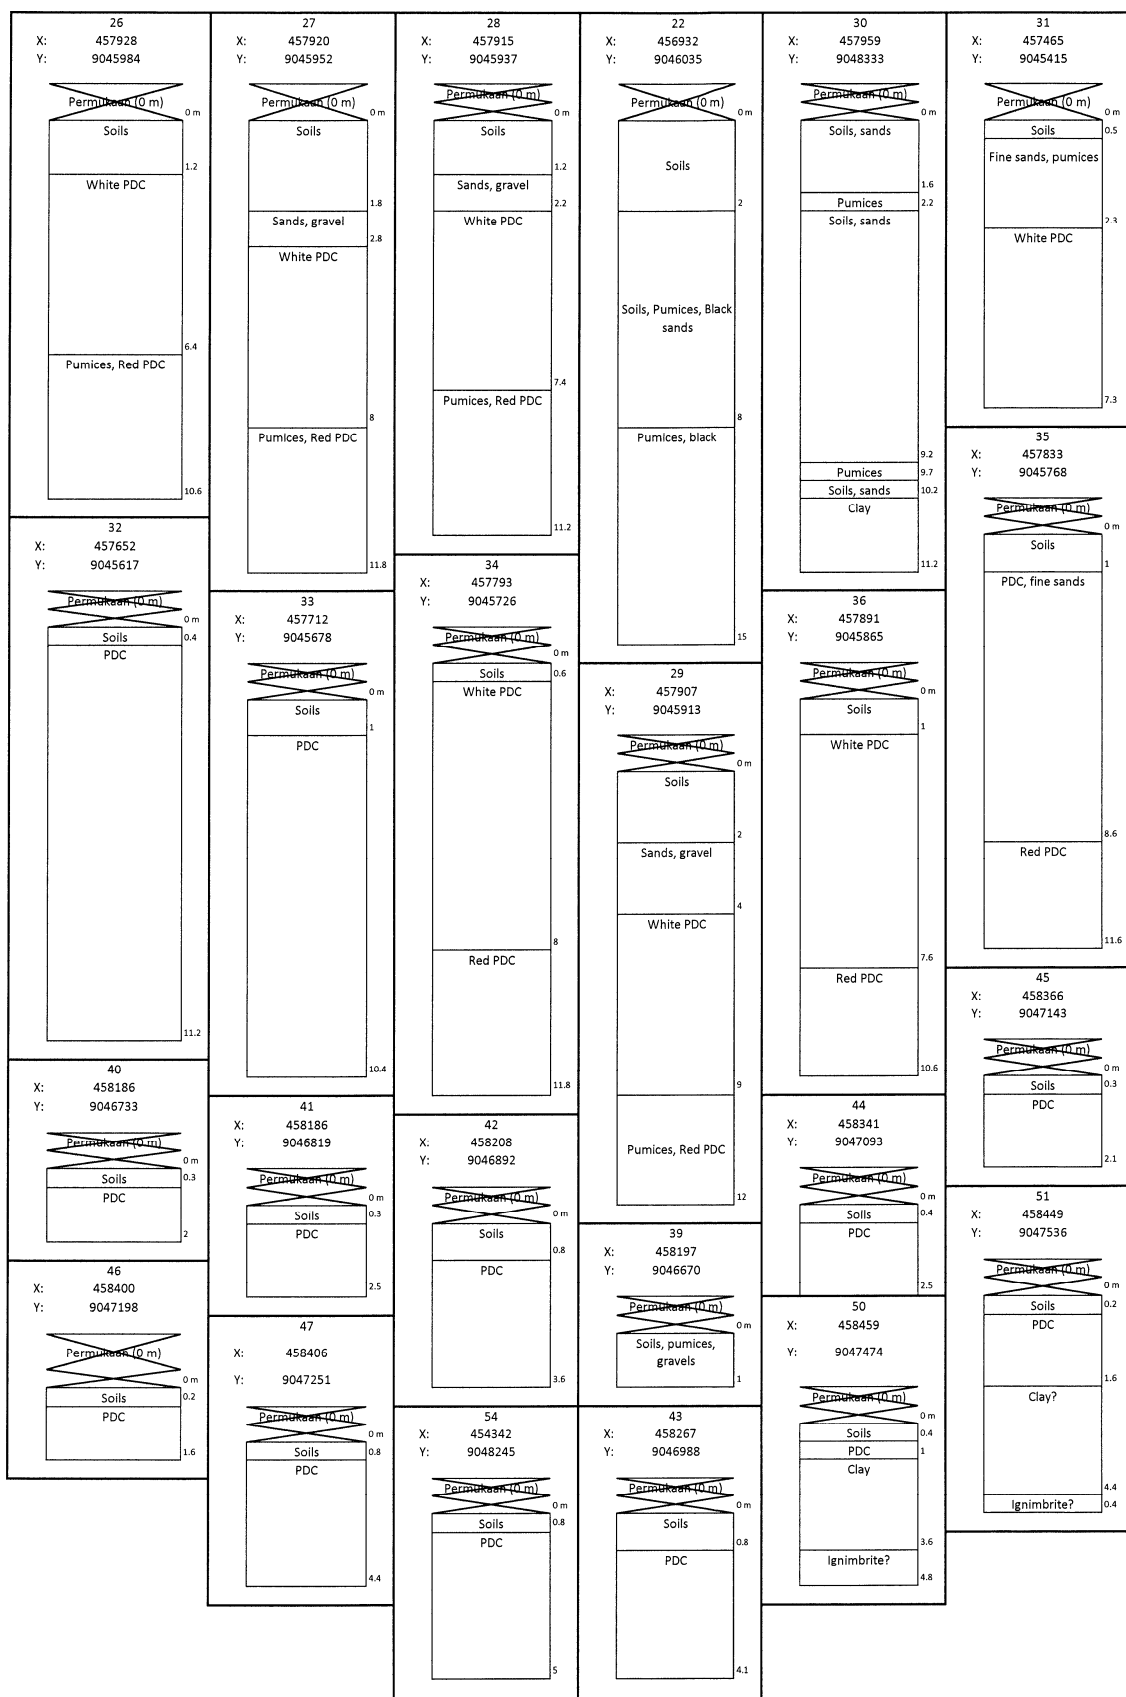 26
X: 457928
Y: 9045984
Permukaan (0 m)
0 m
Soils
1.2
White PDC
6.4
Pumices, Red PDC
10.6
32
X: 457652
Y: 9045617
Permukaan (0 m)
0 m
Soils
0.4
PDC
11.2
40
X: 458186
Y: 9046733
Permukaan (0 m)
0 m
Soils
0.3
PDC
2
46
X: 458400
Y: 9047198
Permukaan (0 m)
0 m
Soils
0.2
PDC
1.6
27
X: 457920
Y: 9045952
Permukaan (0 m)
0 m
Soils
1.8
Sands, gravel
2.8
White PDC
8
Pumices, Red PDC
11.8
33
X: 457712
Y: 9045678
Permukaan (0 m)
0 m
Soils
1
PDC
10.4
41
X: 458186
Y: 9046819
Permukaan (0 m)
0 m
Soils
0.3
PDC
2.5
47
X: 458406
Y: 9047251
Permukaan (0 m)
0 m
Soils
0.8
PDC
4.4
28
X: 457915
Y: 9045937
Permukaan (0 m)
0 m
Soils
1.2
Sands, gravel
2.2
White PDC
7.4
Pumices, Red PDC
11.2
34
X: 457793
Y: 9045726
Permukaan (0 m)
0 m
Soils
0.6
White PDC
8
Red PDC
11.8
42
X: 458208
Y: 9046892
Permukaan (0 m)
0 m
Soils
0.8
PDC
3.6
54
X: 454342
Y: 9048245
Permukaan (0 m)
0 m
Soils
0.8
PDC
5
22
X: 456932
Y: 9046035
Permukaan (0 m)
0 m
Soils
2
Soils, Pumices, Black
sands
8
Pumices, black
15
29
X: 457907
Y: 9045913
Permukaan (0 m)
0 m
Soils
2
Sands, gravel
4
White PDC
9
Pumices, Red PDC
12
39
X: 458197
Y: 9046670
Permukaan (0 m)
0 m
Soils, pumices,
gravels
1
43
X: 458267
Y: 9046988
Permukaan (0 m)
0 m
Soils
0.8
PDC
4.1
30
X: 457959
Y: 9048333
Permukaan (0 m)
0 m
Soils, sands
1.6
Pumices
2.2
Soils, sands
9.2
Pumices
9.7
Soils, sands
10.2
Clay
11.2
36
X: 457891
Y: 9045865
Permukaan (0 m)
0 m
Soils
1
White PDC
7.6
Red PDC
10.6
44
X: 458341
Y: 9047093
Permukaan (0 m)
0 m
Soils
0.4
PDC
2.5
50
X: 458459
Y: 9047474
Permukaan (0 m)
0 m
Soils
0.4
PDC
1
Clay
3.6
Ignimbrite?
4.8
31
X: 457465
Y: 9045415
Permukaan (0 m)
0 m
Soils
0.5
Fine sands, pumices
2.3
White PDC
7.3
35
X: 457833
Y: 9045768
Permukaan (0 m)
0 m
Soils
1
PDC, fine sands
8.6
Red PDC
11.6
45
X: 458366
Y: 9047143
Permukaan (0 m)
0 m
Soils
0.3
PDC
2.1
51
X: 458449
Y: 9047536
Permukaan (0 m)
0 m
Soils
0.2
PDC
1.6
Clay?
4.4
Ignimbrite?
0.4